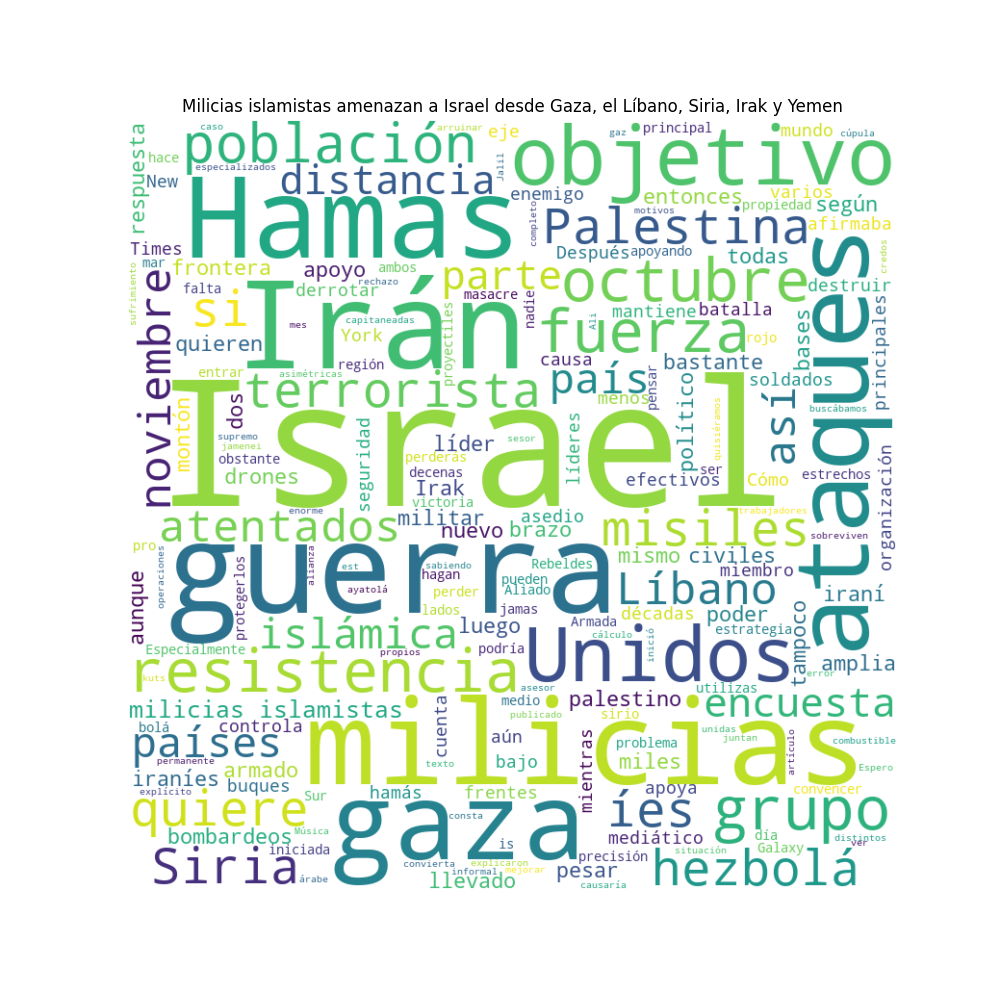 Milicias islamistas amenazan a Israel desde Gaza, el Líbano, Siria, Irak y Yemen
sufrimiento
respuesta
caso
hace
New
especializados
población
arruinar
eje
Jalil
gaz
principal
mundo
cúpula
objetivo
distancia
enemigo
motivos
entonces
propiedad
varios
según
afirmaba
Hamás
completo
Palestina
Times
mar
frontera
falta
apoyo
ambos
rechazo
derrotar
parte
masacre
Después
apoyando
octubre
todas
destruir
credos
noviembre
si
quieren
mes
Irán
capitaneadas
York
región
proyectiles
nadie
fuerza
Ali
mantiene
batalla
rojo
bases
principales
ataques
entrar
asimétricas
causa
país
menos
pensar
bastante
soldados
buscábamos
montón
dos
terrorista
político
quisiéramos
así
Israel
supremo
jamenei
obstante
drones
seguridad
líder
sesor
perderas
decenas
Irak
líderes
ser
efectivos
Cómo
estrechos
organización
enorme
victoria
militar
nuevo
asedio
brazo
misiles
trabajadores
sobreviven
atentados
pro
operaciones
aunque
guerra
protegerlos
alianza
est
ayatolá
sabiendo
hagan
perder
lados
Rebeldes
pueden
Aliado
jamas
mismo
civiles
miembro
Líbano
iraní
décadas
poder
tampoco
Armada
cálculo
inició
estrategia
amplia
error
Especialmente
islámica
luego
podría
propios
Unidos
kuts
resistencia
asesor
utilizas
milicias islamistas
medio
palestino
encuesta
publicado
sirio
unidas
juntan
bolá
controla
cuenta
aún
milicias
problema
artículo
combustible
países
permanente
texto
bajo
mientras
miles
Espero
iraníes
explícito
armado
buques
Sur
hamás
frentes
apoya
convencer
quiere
gaza
íes
grupo
consta
bombardeos
Música
iniciada
is
mediático
día
Galaxy
distintos
ver
Siria
árabe
convierta
explicaron
informal
mejorar
precisión
situación
llevado
pesar
causaría
hezbolá